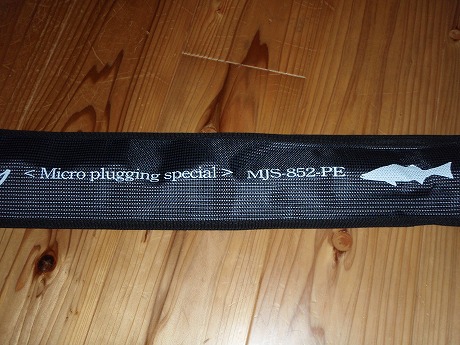 < Micro plugging special > MJS-852-PE